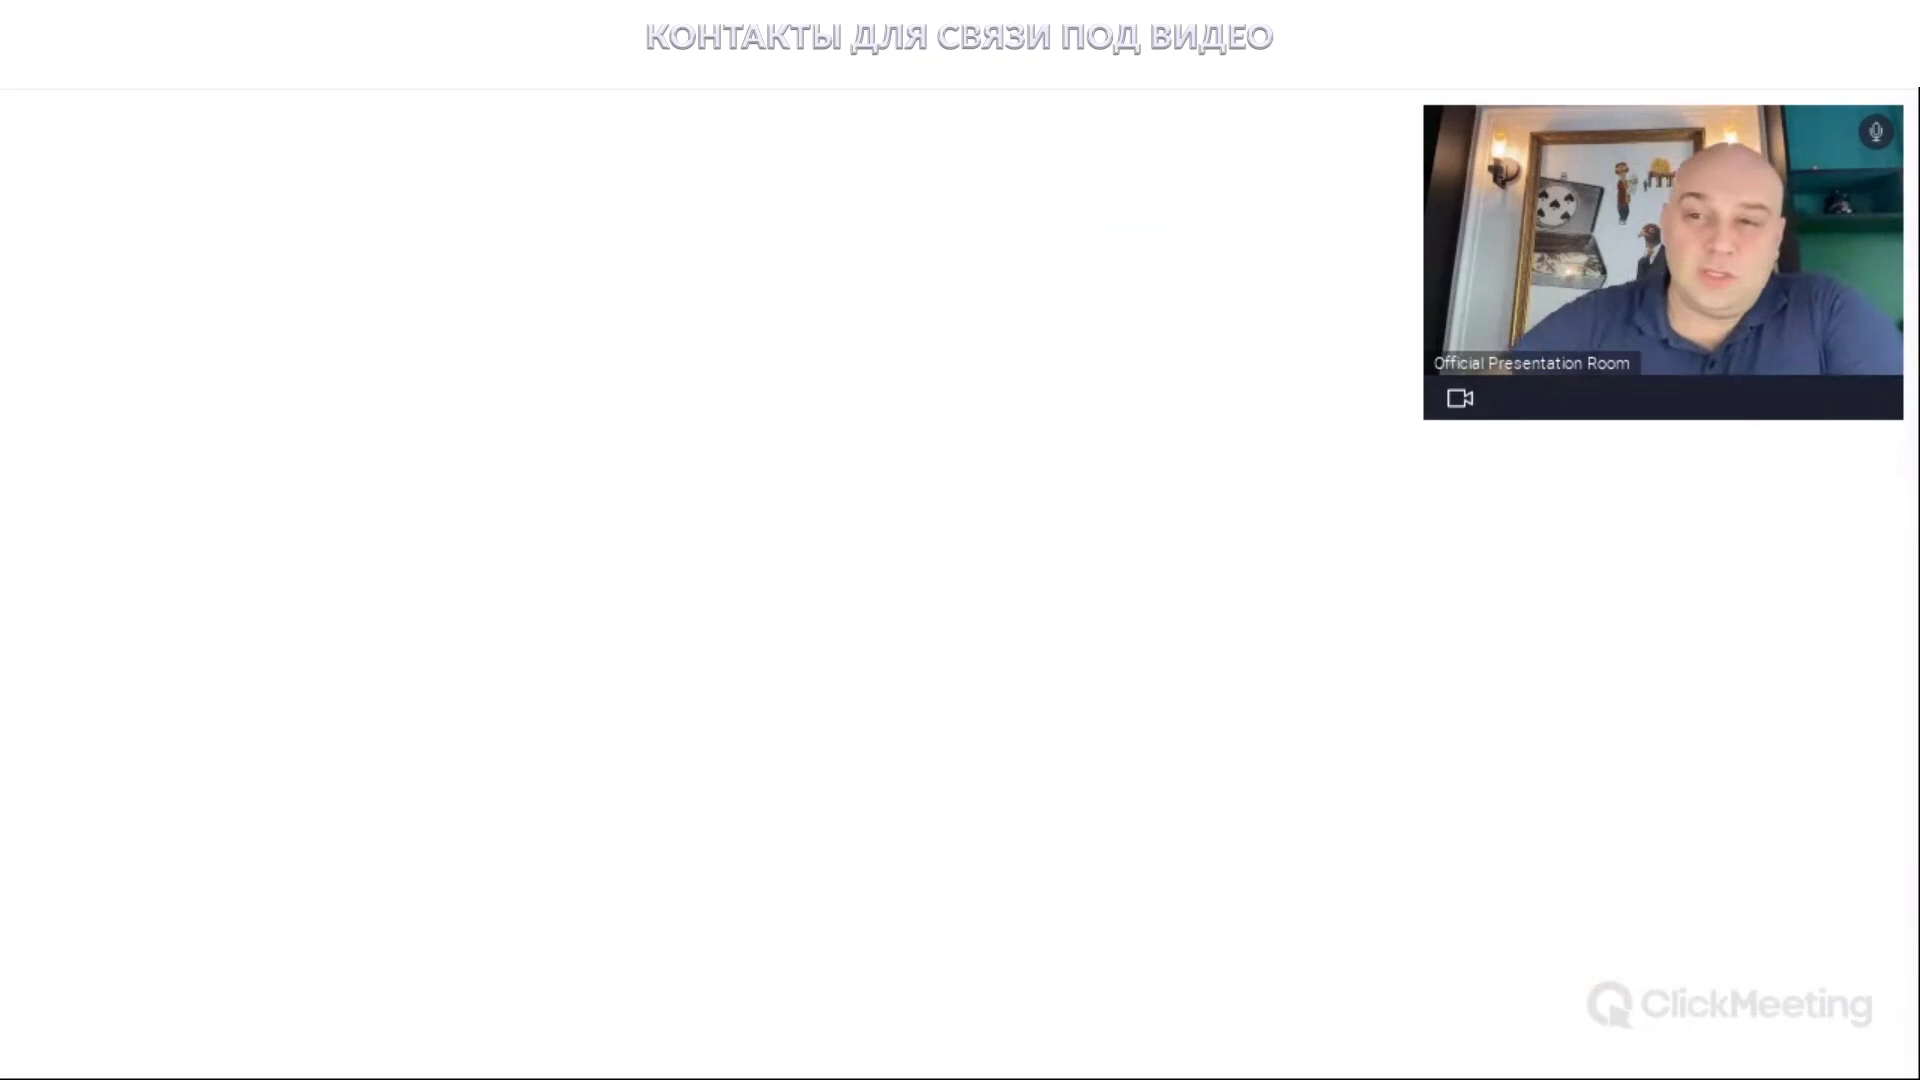 КОНТАКТЫ ДЛЯ СВЯЗИ ПОД ВИДЕО
Official Presentation Room
ClickMeeting